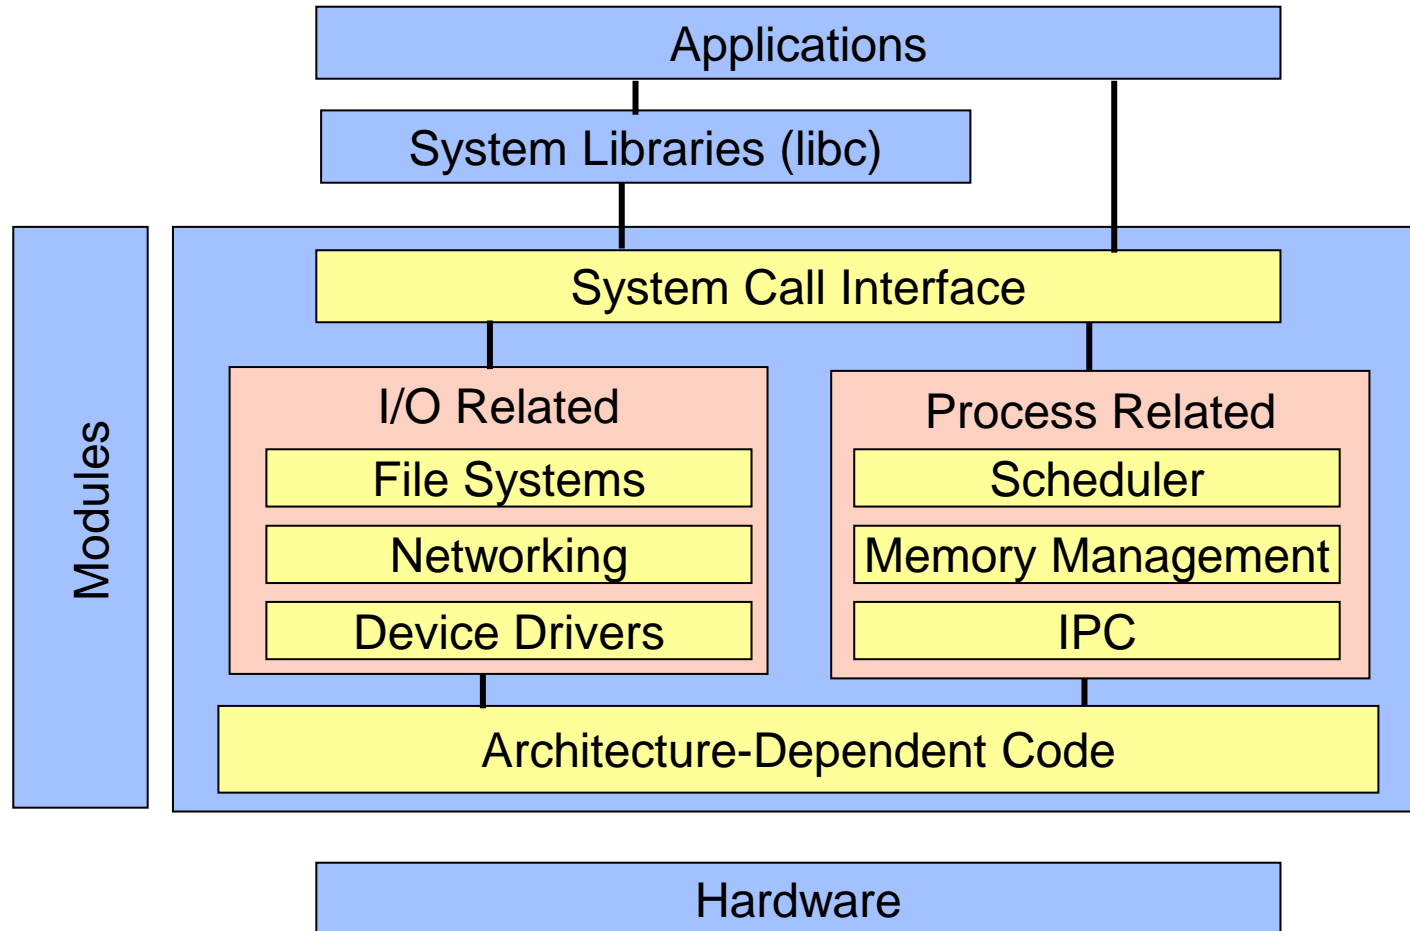 Applications
System Libraries (libc)
System Call Interface
Modules
I/O Related
File Systems
Networking
Device Drivers
Process Related
Scheduler
Memory Management
IPC
Architecture-Dependent Code
Hardware